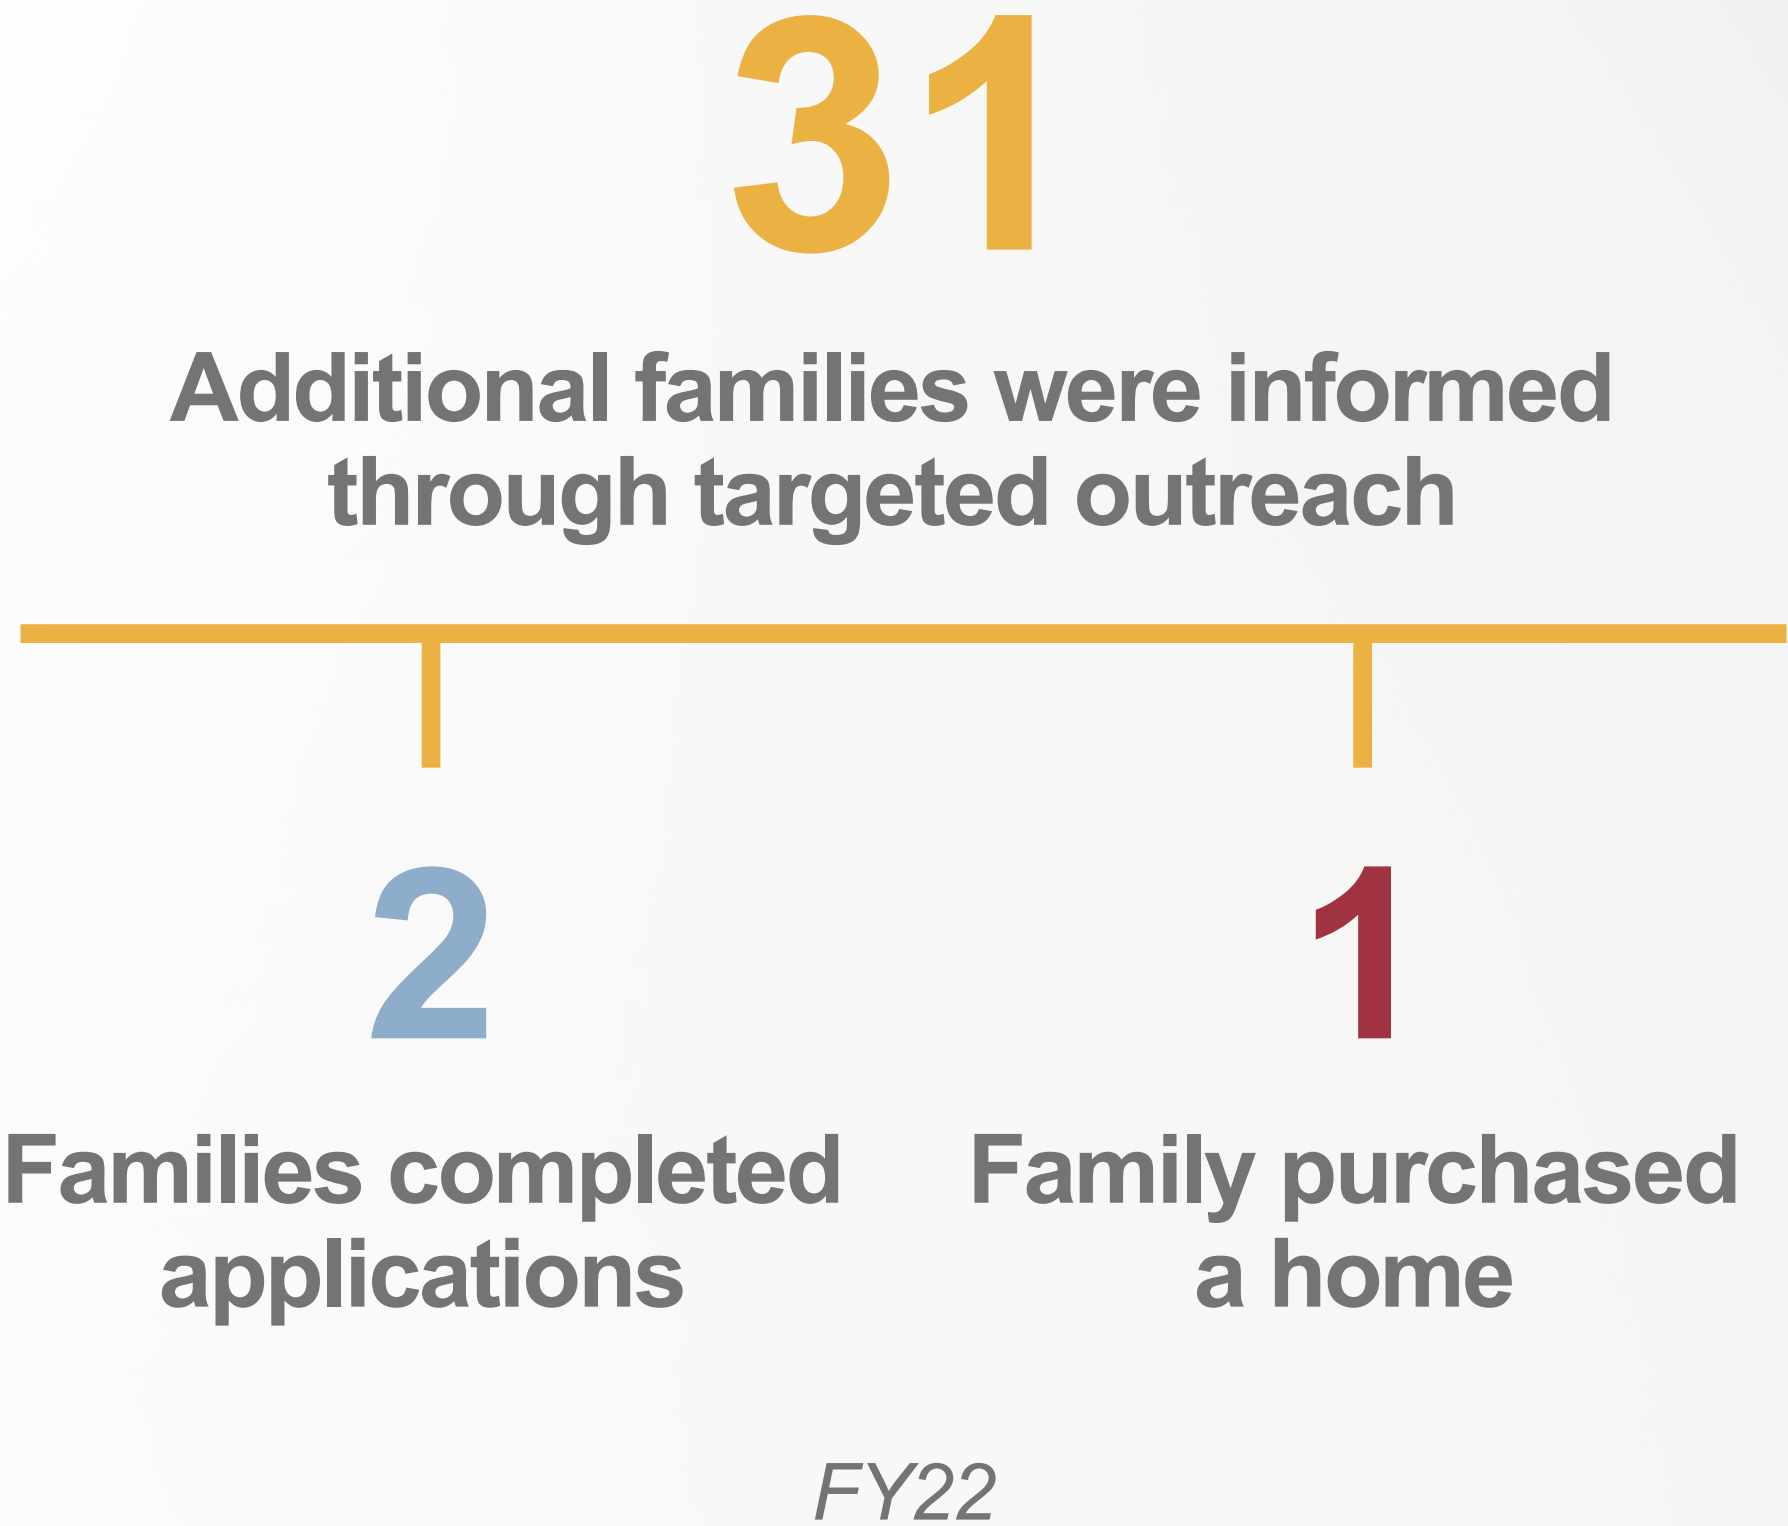 31
Additional families were informed
through targeted outreach
2
Families completed
applications
1
Family purchased
a home
FY22